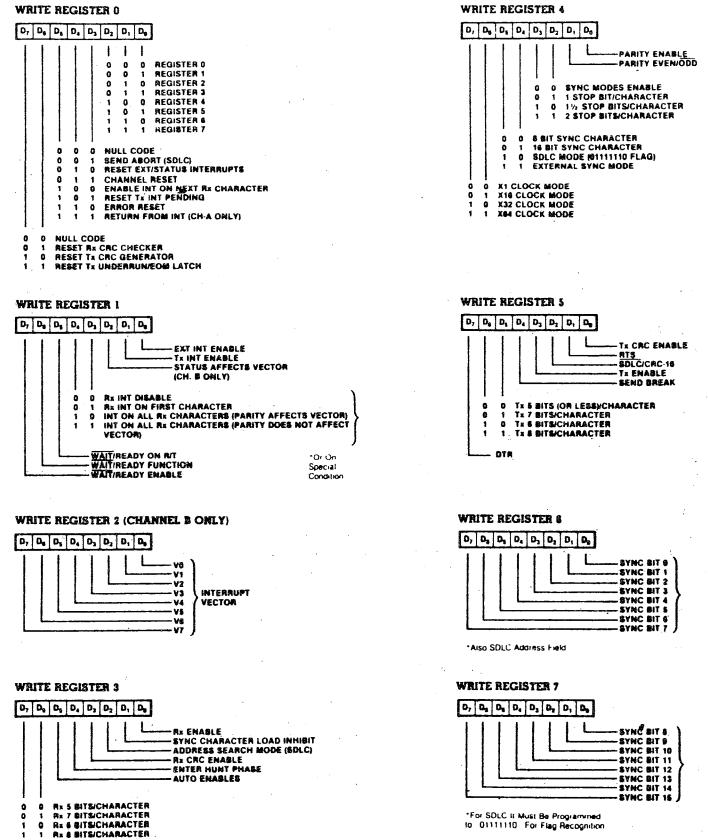 WRITE REGISTER 0
D7 D6 D5 D4 D3 D2 D1 D0
0 0 0 REGISTER 0
0 0 1 REGISTER 1
0 1 0 REGISTER 2
0 1 1 REGISTER 3
1 0 0 REGISTER 4
1 0 1 REGISTER 5
1 1 0 REGISTER 6
1 1 1 REGISTER 7
0 0 0 NULL CODE
0 0 1 SEND ABORT (SDLC)
0 1 0 RESET EXT/STATUS INTERRUPTS
0 1 1 CHANNEL RESET
1 0 0 ENABLE INT ON NEXT Rx CHARACTER
1 0 1 RESET Tx INT PENDING
1 1 0 ERROR RESET
1 1 1 RETURN FROM INT (CH-A ONLY)
0 0 NULL CODE
0 1 RESET Rx CRC CHECKER
1 0 RESET Tx CRC GENERATOR
1 1 RESET Tx UNDERRUN/EOM LATCH
WRITE REGISTER 1
D7 D6 D5 D4 D3 D2 D1 D0
EXT INT ENABLE
Tx INT ENABLE
STATUS AFFECTS VECTOR
(CH. B ONLY)
0 0 Rx INT DISABLE
0 1 Rx INT ON FIRST CHARACTER
1 0 INT ON ALL Rx CHARACTERS (PARITY AFFECTS VECTOR)
1 1 INT ON ALL Rx CHARACTERS (PARITY DOES NOT AFFECT
VECTOR)
WAIT/READY ON R/T
WAIT/READY FUNCTION
WAIT/READY ENABLE
*Or On
Special
Condition
WRITE REGISTER 2 (CHANNEL B ONLY)
D7 D6 D5 D4 D3 D2 D1 D0
V0
V1
V2
V3
V4
V5
V6
V7
INTERRUPT
VECTOR
WRITE REGISTER 3
D7 D6 D5 D4 D3 D2 D1 D0
Rx ENABLE
SYNC CHARACTER LOAD INHIBIT
ADDRESS SEARCH MODE (SDLC)
Rx CRC ENABLE
ENTER HUNT PHASE
AUTO ENABLES
0 0 Rx 5 BITS/CHARACTER
0 1 Rx 7 BITS/CHARACTER
1 0 Rx 6 BITS/CHARACTER
1 1 Rx 8 BITS/CHARACTER
WRITE REGISTER 4
D7 D6 D5 D4 D3 D2 D1 D0
PARITY ENABLE
PARITY EVEN/ODD
0 0 SYNC MODES ENABLE
0 1 1 STOP BIT/CHARACTER
1 0 1½ STOP BITS/CHARACTER
1 1 2 STOP BITS/CHARACTER
0 0 8 BIT SYNC CHARACTER
0 1 16 BIT SYNC CHARACTER
1 0 SDLC MODE (01111110 FLAG)
1 1 EXTERNAL SYNC MODE
0 0 X1 CLOCK MODE
0 1 X16 CLOCK MODE
1 0 X32 CLOCK MODE
1 1 X64 CLOCK MODE
WRITE REGISTER 5
D7 D6 D5 D4 D3 D2 D1 D0
Tx CRC ENABLE
RTS
SDLC/CRC-16
Tx ENABLE
SEND BREAK
0 0 Tx 5 BITS (OR LESS)/CHARACTER
0 1 Tx 7 BITS/CHARACTER
1 0 Tx 6 BITS/CHARACTER
1 1 Tx 8 BITS/CHARACTER
DTR
WRITE REGISTER 6
D7 D6 D5 D4 D3 D2 D1 D0
SYNC BIT 0
SYNC BIT 1
SYNC BIT 2
SYNC BIT 3
SYNC BIT 4
SYNC BIT 5
SYNC BIT 6
SYNC BIT 7
*Also SDLC Address Field
WRITE REGISTER 7
D7 D6 D5 D4 D3 D2 D1 D0
SYNC BIT 8
SYNC BIT 9
SYNC BIT 10
SYNC BIT 11
SYNC BIT 12
SYNC BIT 13
SYNC BIT 14
SYNC BIT 15
*For SDLC It Must Be Programmed
to 01111110 For Flag Recognition